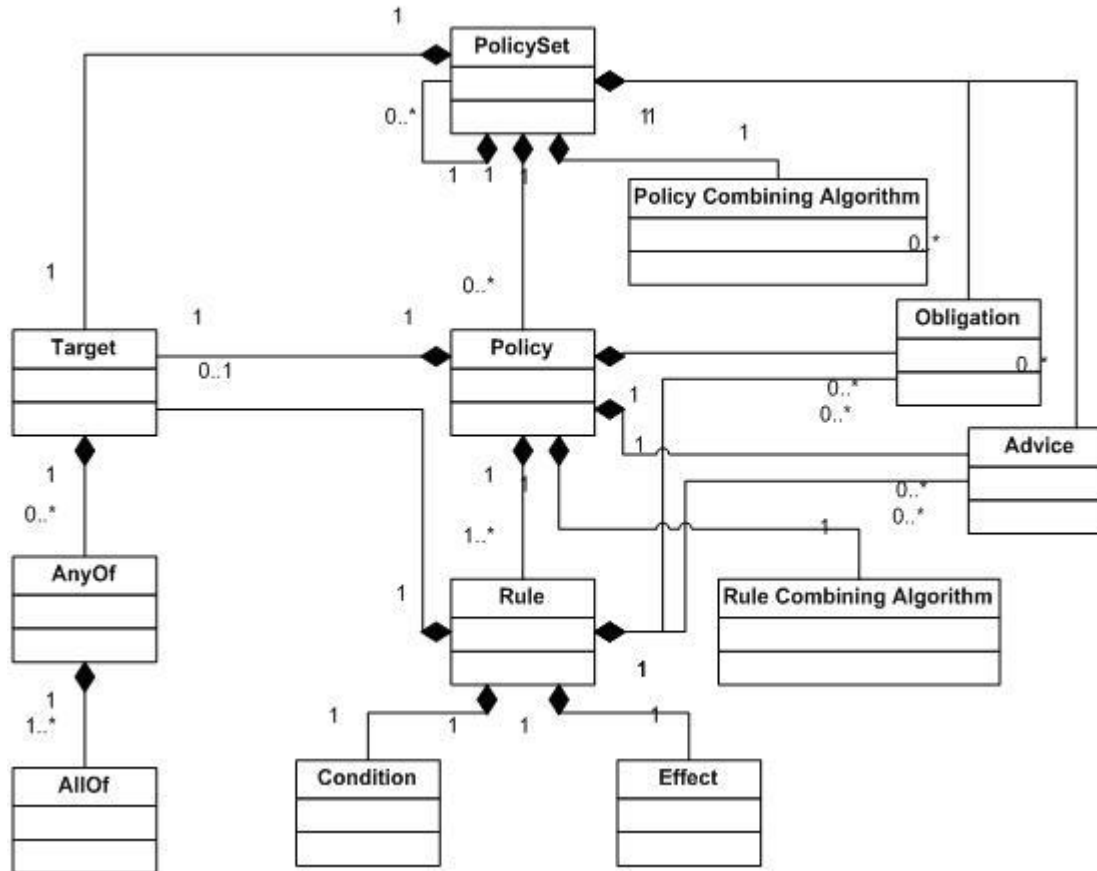 1
PolicySet
0..*
11
1
1
1
1
Policy Combining Algorithm
0..*
1
0..*
1
1
Obligation
Target
Policy
0..1
0..*
0..*
1
0..*
1
Advice
1
1
1
0..*
0..*
0..*
1..*
1
AnyOf
Rule
Rule Combining Algorithm
1
1
1
1..*
1
1
1
1
Condition
Effect
AllOf